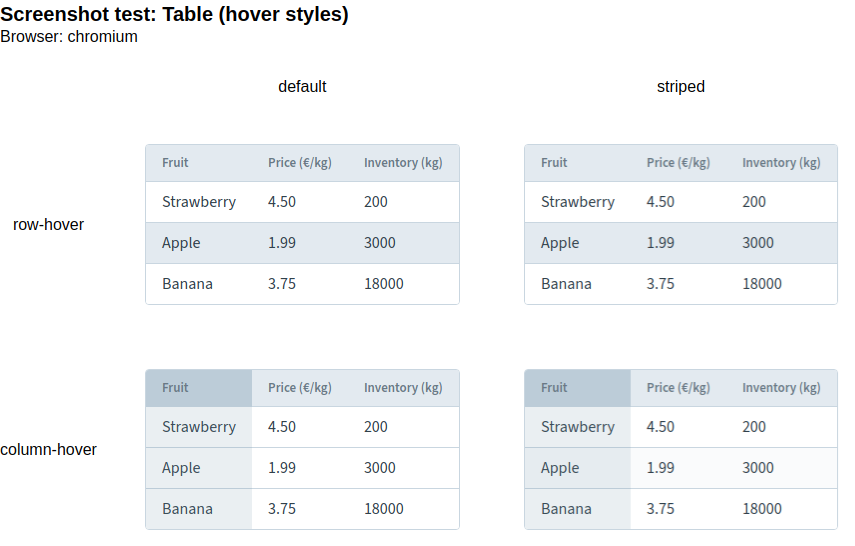 Screenshot test: Table (hover styles)
Browser: chromium
default striped
Fruit Price (€/kg) Inventory (kg) Fruit Price (€/kg) Inventory (kg)
Strawberry 4.50 200 Strawberry 4.50 200
row-hover
Apple 1.99 3000 Apple 1.99 3000
Banana 3.75 18000 Banana 3.75 18000
Fruit Price (€/kg) Inventory (kg) Fruit Price (€/kg) Inventory (kg)
Strawberry 4.50 200 Strawberry 4.50 200
column-hover
Apple 1.99 3000 Apple 1.99 3000
Banana 3.75 18000 Banana 3.75 18000